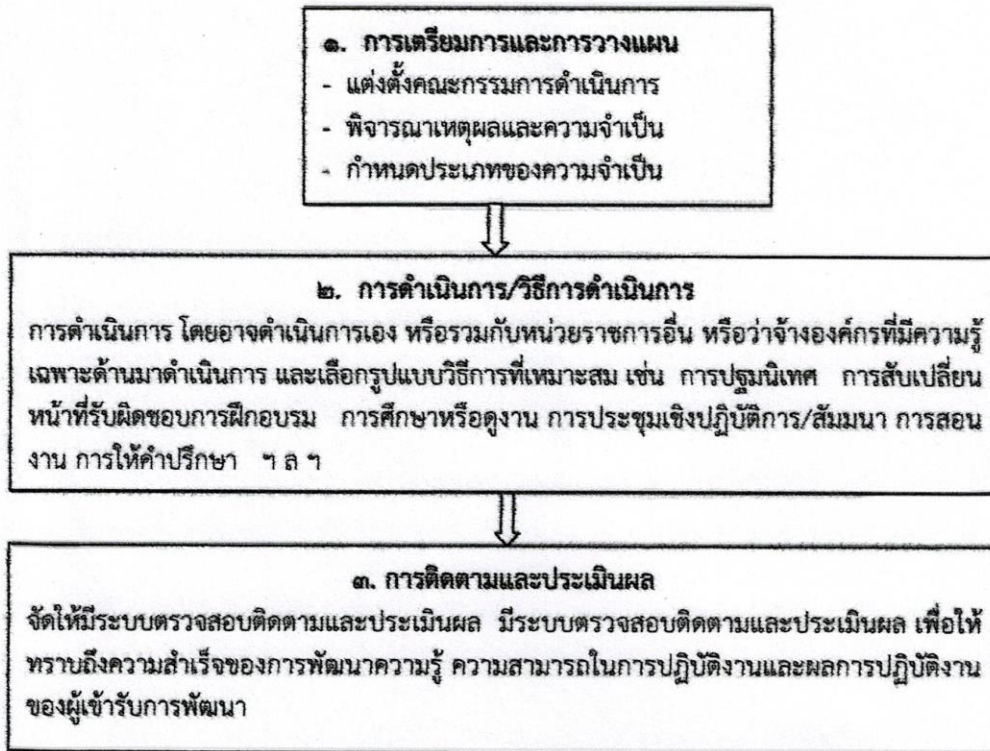 ๑. การเตรียมการและการวางแผน
- แต่งตั้งคณะกรรมการดำเนินการ
- พิจารณาเหตุผลและความจำเป็น
- กำหนดประเภทของความจำเป็น
๒. การดำเนินการ/วิธีการดำเนินการ
การดำเนินการ โดยอาจดำเนินการเอง หรือรวมกับหน่วยราชการอื่น หรือว่าจ้างองค์กรที่มีความรู้
เฉพาะด้านมาดำเนินการ และเลือกรูปแบบวิธีการที่เหมาะสม เช่น การปฐมนิเทศ การสับเปลี่ยน
หน้าที่รับผิดชอบการฝึกอบรม การศึกษาหรือดูงาน การประชุมเชิงปฏิบัติการ/สัมมนา การสอน
งาน การให้คำปรึกษา ฯ ล ฯ
๓. การติดตามและประเมินผล
จัดให้มีระบบตรวจสอบติดตามและประเมินผล มีระบบตรวจสอบติดตามและประเมินผล เพื่อให้
ทราบถึงความสำเร็จของการพัฒนาความรู้ ความสามารถในการปฏิบัติงานและผลการปฏิบัติงาน
ของผู้เข้ารับการพัฒนา